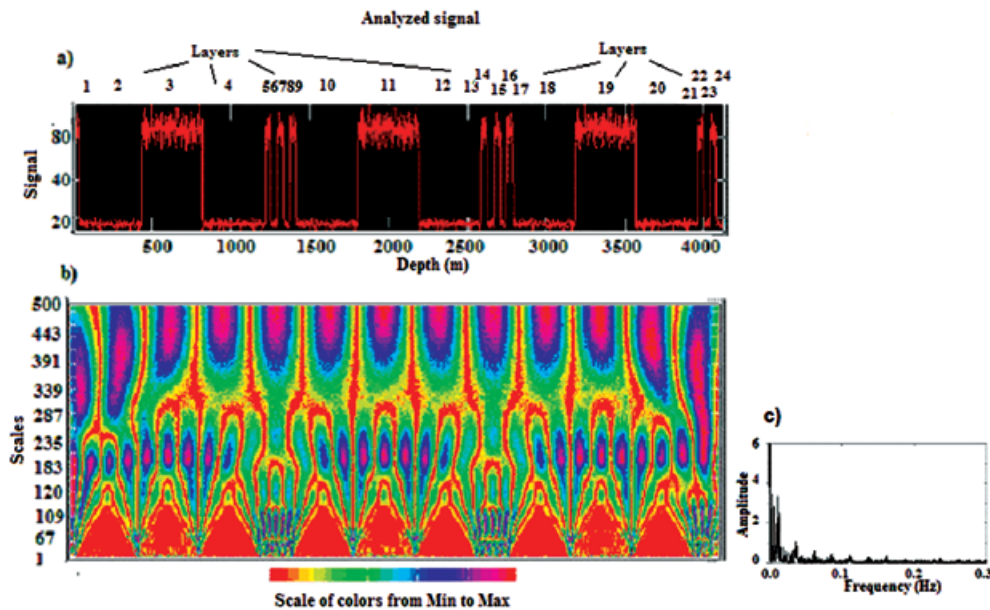 Analyzed signal
a)
Layers
Layers
1 2 3 4 56789 10 11 12 13 14 15 16 17 18 19 20 21 22 23 24
Signal
80
40
20
500 1000 1500 2000 2500 3000 3500 4000
Depth (m)
b)
Scales
500
443
391
339
287
235
183
120
109
67
1
Scale of colors from Min to Max
c)
Amplitude
6
4
2
0
0.0 0.1 0.2 0.3
Frequency (Hz)